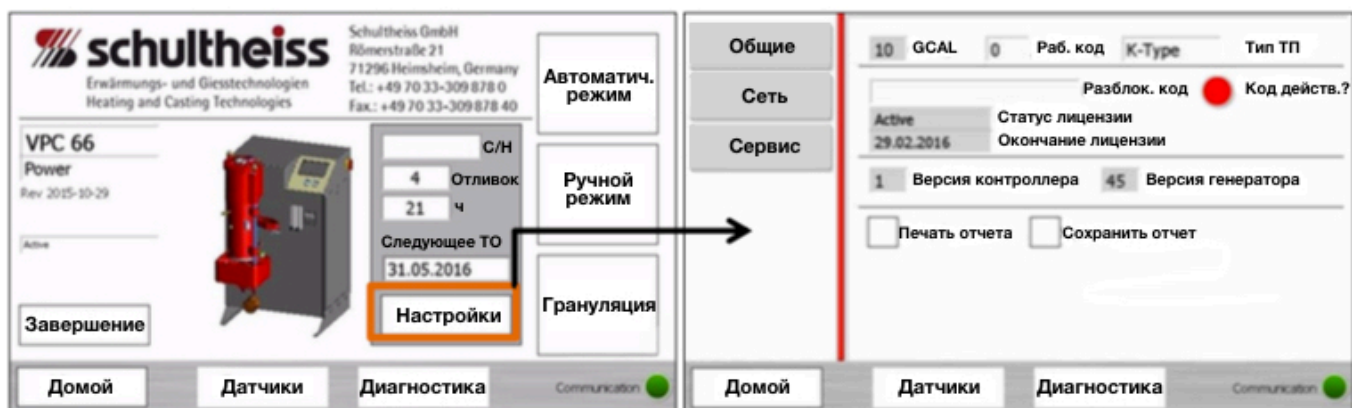 schultheiss
Erwärmungs- und Giesstechnologien
Heating and Casting Technologies
Schultheiss GmbH
Römerstraße 21
71296 Heimsheim, Germany
Tel.: +49 70 33-309 878 0
Fax.: +49 70 33-309 878 40
VPC 66
Power
Rev 2015-10-29
Active
Завершение
С/Н
4 Отливок
21 ч
Следующее ТО
31.05.2016
Настройки
Автоматич.
режим
Ручной
режим
Грануляция
Домой Датчики Диагностика Communication
Общие
Сеть
Сервис
10 GCAL 0 Раб. код K-Type Тип ТП
Разблок. код Код действ.?
Active Статус лицензии
29.02.2016 Окончание лицензии
1 Версия контроллера 45 Версия генератора
Печать отчета Сохранить отчет
Домой Датчики Диагностика Communication